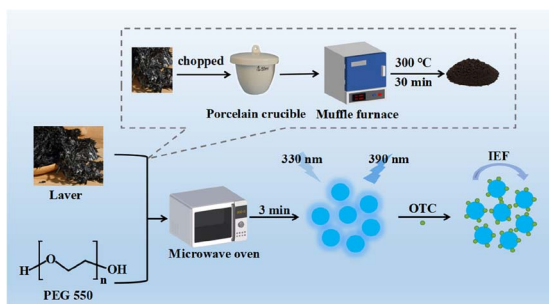 chopped
300 ℃
30 min
Porcelain crucible
Muffle furnace
330 nm
390 nm
IEF
Laver
3 min
OTC
Microwave oven
H
O
OH
n
PEG 550